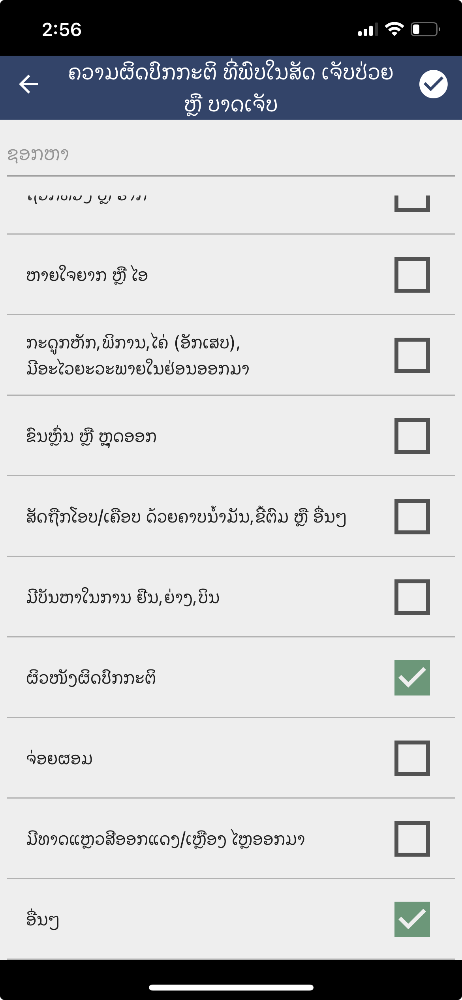 2:56
ຄວາມຜິດປົກກະຕິ ທີ່ພົບໃນສັດ ເຈັບປ່ວຍ
ຫຼື ບາດເຈັບ
ຊອກຫາ
ຫາຍໃຈຍາກ ຫຼື ໄອ
ກະດູກຫັກ,ພິການ,ໄຄ່ (ອັກເສບ),
ມີອະໄວຍະວະພາຍໃນຢ່ອນອອກມາ
ຂົນຫຼົ່ນ ຫຼື ຫຼຸດອອກ
ສັດຖືກໂອບ/ເຄືອບ ດ້ວຍຄາບນ້ຳມັນ,ຂີ້ຕົມ ຫຼື ອື່ນໆ
ມີບັນຫາໃນການ ຢືນ,ຍ່າງ,ບິນ
ຜິວໜັງຜິດປົກກະຕິ
ຈ່ອຍຜອມ
ມີທາດແຫຼວສີອອກແດງ/ເຫຼືອງ ໄຫຼອອກມາ
ອື່ນໆ